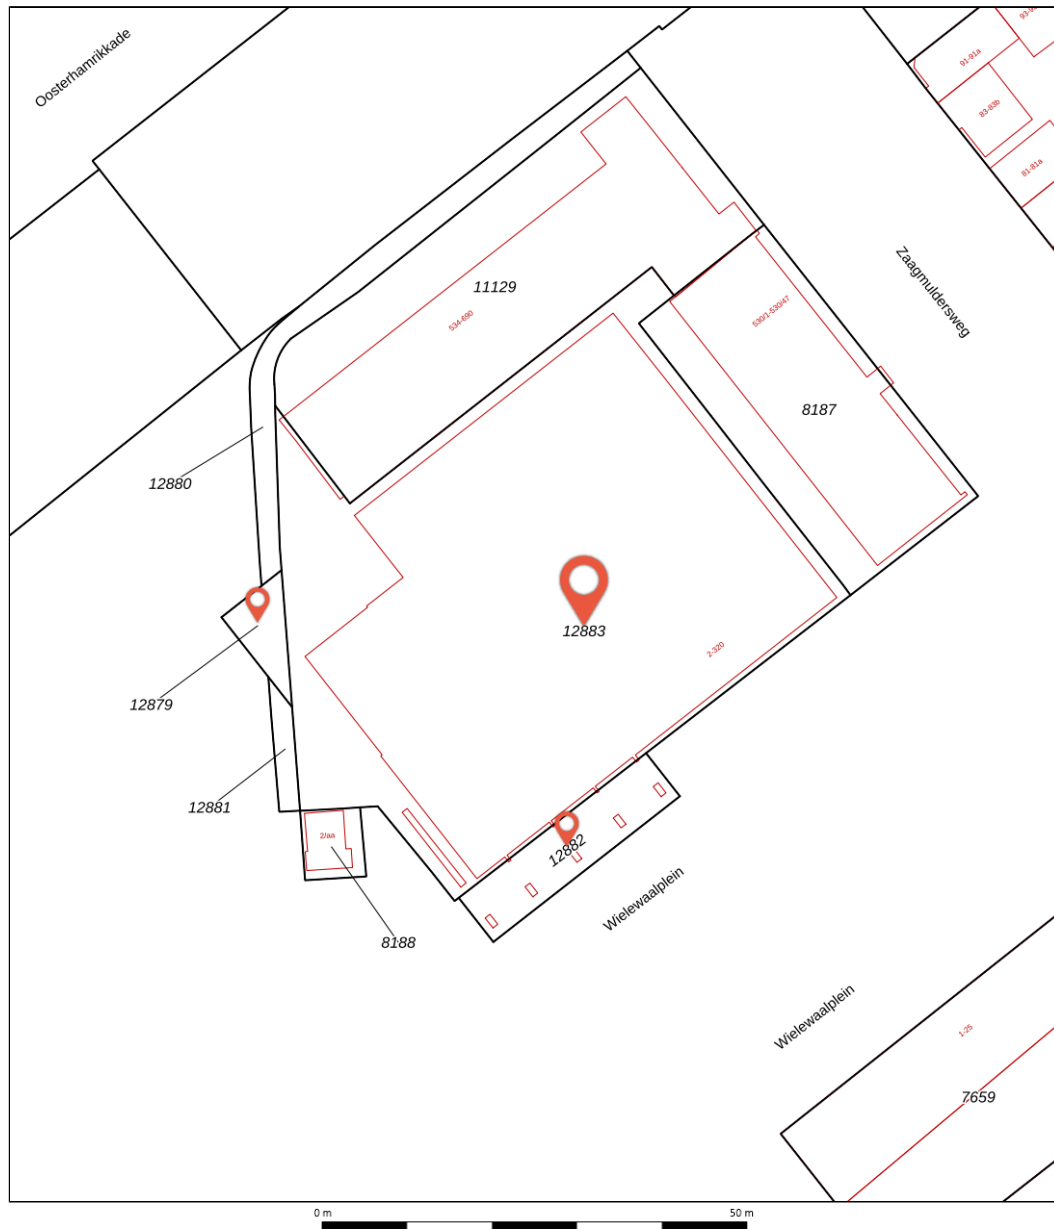 Oosterhamrikkade
91-91a
83-83b
81-81a
Zaagmuldersweg
11129
534-690
530/1-530/47
8187
12880
12883
2-320
12879
12881
2/aa
12882
8188
Wielewaalplein
Wielewaalplein
1-25
7659
0 m
50 m